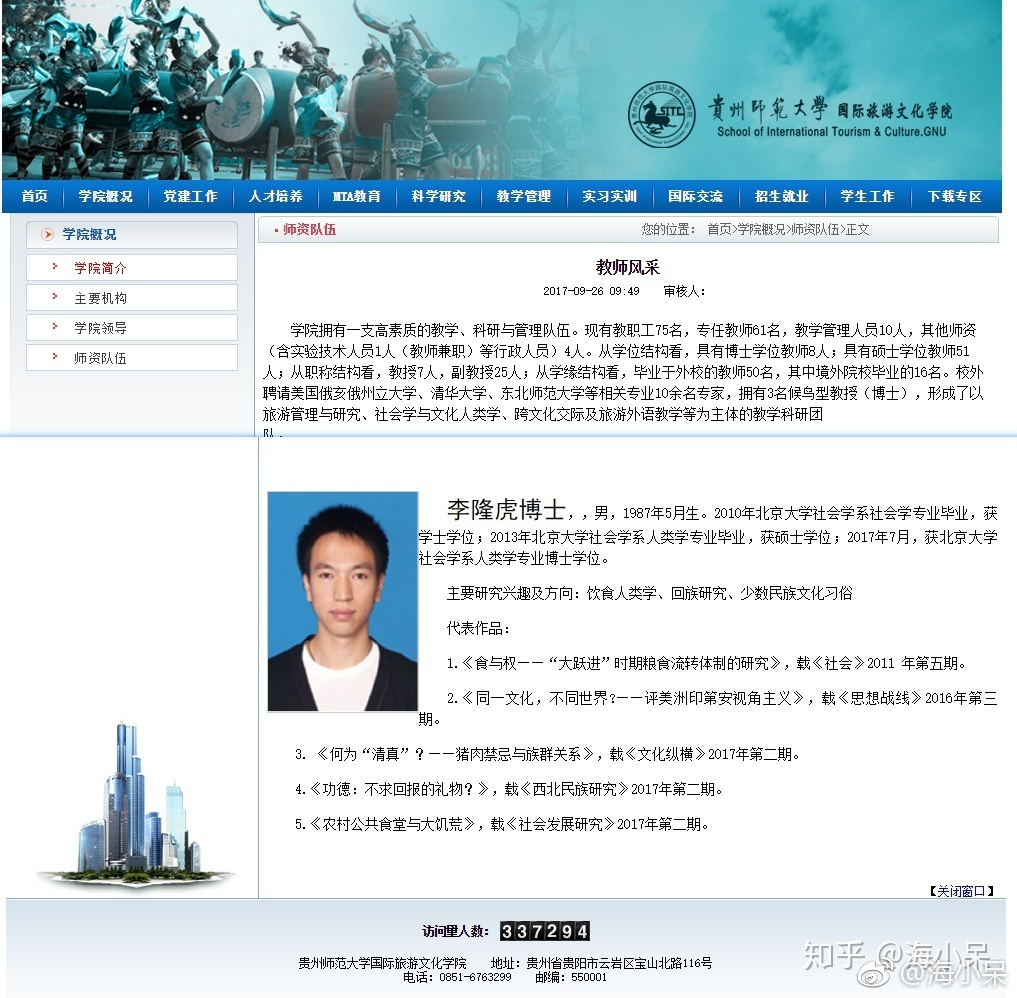 貴州師範大學 国际旅游文化学院
School of International Tourism & Culture.GNU
SITC
首页 学院概况 党建工作 人才培养 MTA教育 科学研究 教学管理 实习实训 国际交流 招生就业 学生工作 下载专区
学院概况
学院简介
主要机构
学院领导
师资队伍
师资队伍
您的位置： 首页>学院概况>师资队伍>正文
教师风采
2017-09-26 09:49 审核人：
学院拥有一支高素质的教学、科研与管理队伍。现有教职工75名，专任教师61名，教学管理人员10人，其他师资
（含实验技术人员1人（教师兼职）等行政人员）4人。从学位结构看，具有博士学位教师8人；具有硕士学位教师51
人；从职称结构看，教授7人，副教授25人；从学缘结构看，毕业于外校的教师50名，其中境外院校毕业的16名。校外
聘请美国俄亥俄州立大学、清华大学、东北师范大学等相关专业10余名专家，拥有3名候鸟型教授（博士），形成了以
旅游管理与研究、社会学与文化人类学、跨文化交际及旅游外语教学等为主体的教学科研团
队。
李隆虎博士，，男，1987年5月生。2010年北京大学社会学系社会学专业毕业，获
学士学位；2013年北京大学社会学系人类学专业毕业，获硕士学位；2017年7月，获北京大学
社会学系人类学专业博士学位。
主要研究兴趣及方向：饮食人类学、回族研究、少数民族文化习俗
代表作品：
1.《食与权——“大跃进”时期粮食流转体制的研究》，载《社会》2011 年第五期。
2.《同一文化，不同世界?——评美洲印第安视角主义》，载《思想战线》2016年第三
期。
3. 《何为“清真”？——猪肉禁忌与族群关系》，载《文化纵横》2017年第二期。
4.《功德：不求回报的礼物？》，载《西北民族研究》2017年第二期。
5.《农村公共食堂与大饥荒》，载《社会发展研究》2017年第二期。
【关闭窗口】
访问量人数： 337294
贵州师范大学国际旅游文化学院 地址：贵州省贵阳市云岩区宝山北路116号
电话：0851-6763299 邮编：550001
知乎 @海小呆
@海小呆